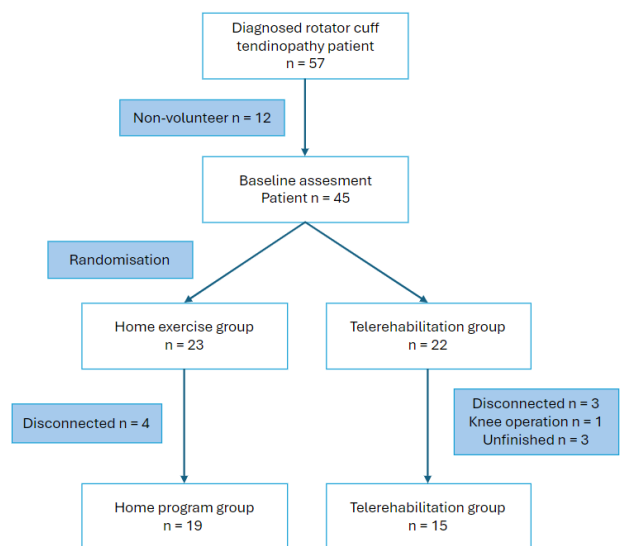 Diagnosed rotator cuff
tendinopathy patient
n = 57
Non-volunteer n = 12
Baseline assesment
Patient n = 45
Randomisation
Home exercise group
n = 23
Telerehabilitation group
n = 22
Disconnected n = 4
Disconnected n = 3
Knee operation n = 1
Unfinished n = 3
Home program group
n = 19
Telerehabilitation group
n = 15